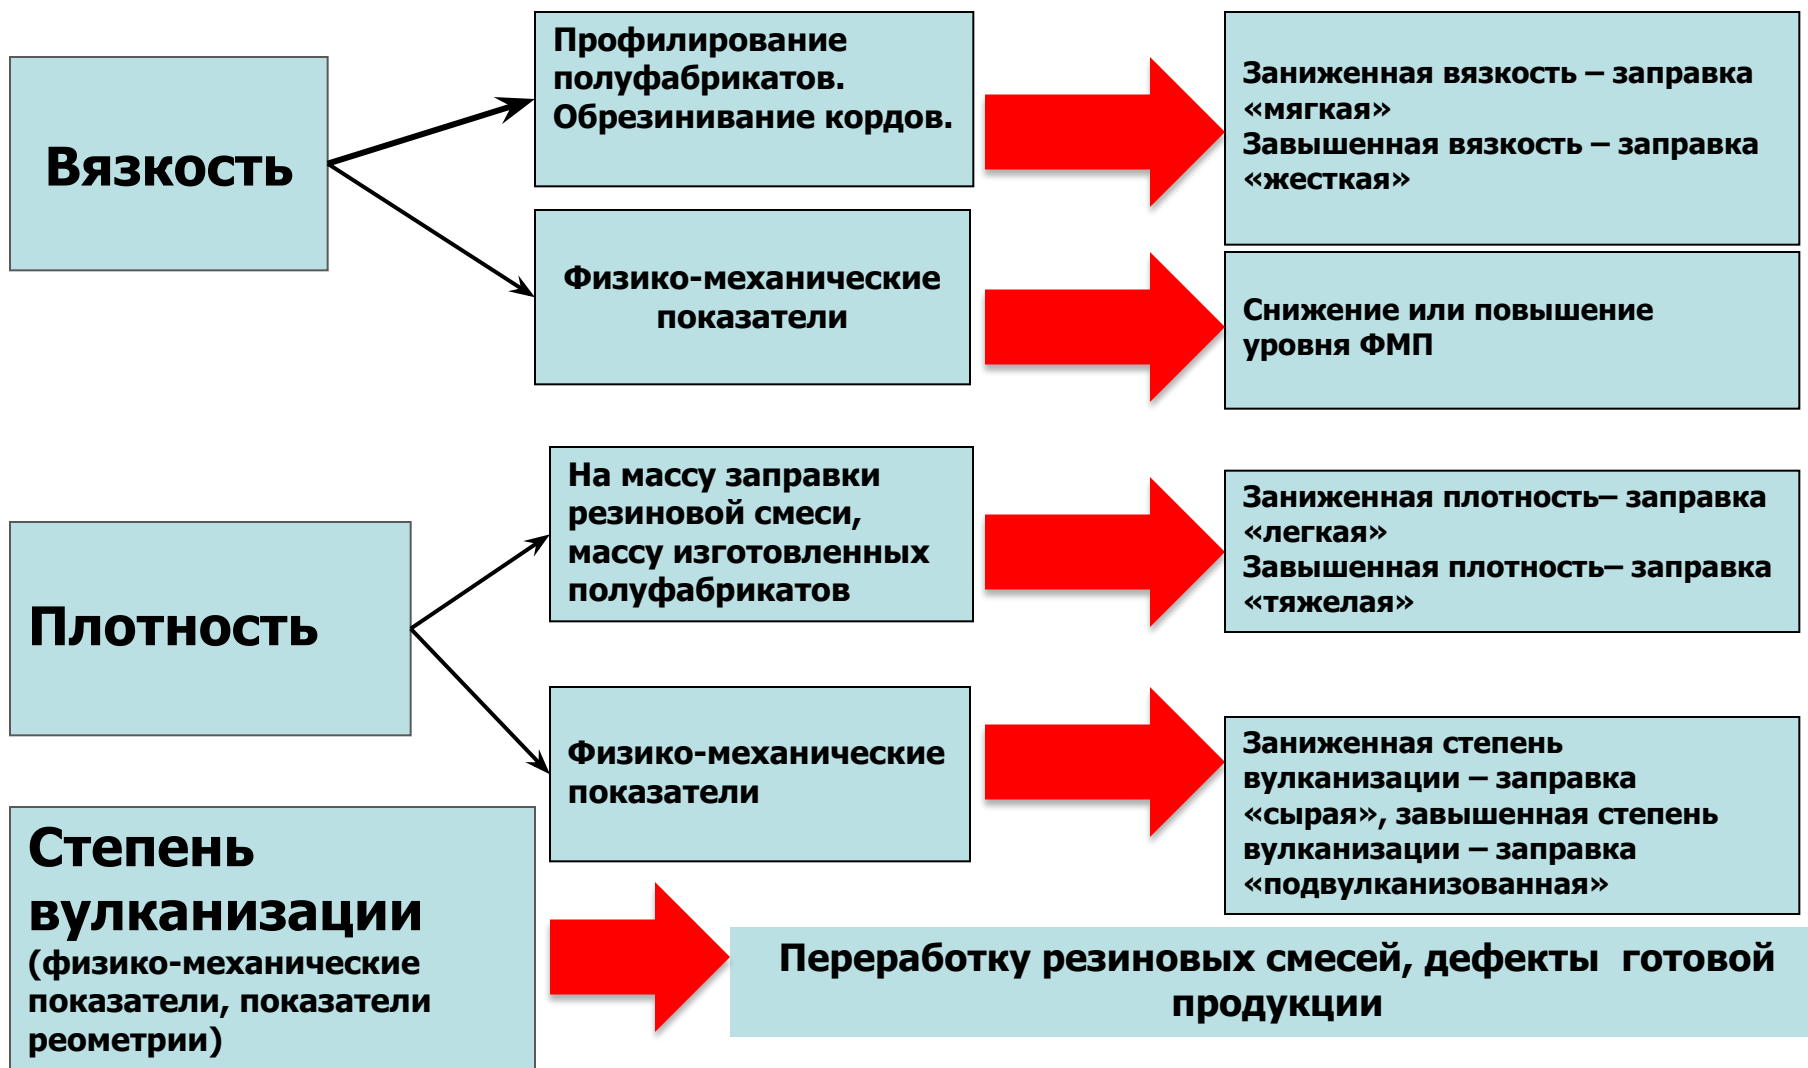 Вязкость
Профилирование
полуфабрикатов.
Обрезинивание кордов.
Заниженная вязкость – заправка
«мягкая»
Завышенная вязкость – заправка
«жесткая»
Физико-механические
показатели
Снижение или повышение
уровня ФМП
Плотность
На массу заправки
резиновой смеси,
массу изготовленных
полуфабрикатов
Заниженная плотность– заправка
«легкая»
Завышенная плотность– заправка
«тяжелая»
Физико-механические
показатели
Заниженная степень
вулканизации – заправка
«сырая», завышенная степень
вулканизации – заправка
«подвулканизованная»
Степень
вулканизации
(физико-механические
показатели, показатели
реометрии)
Переработку резиновых смесей, дефекты  готовой
продукции